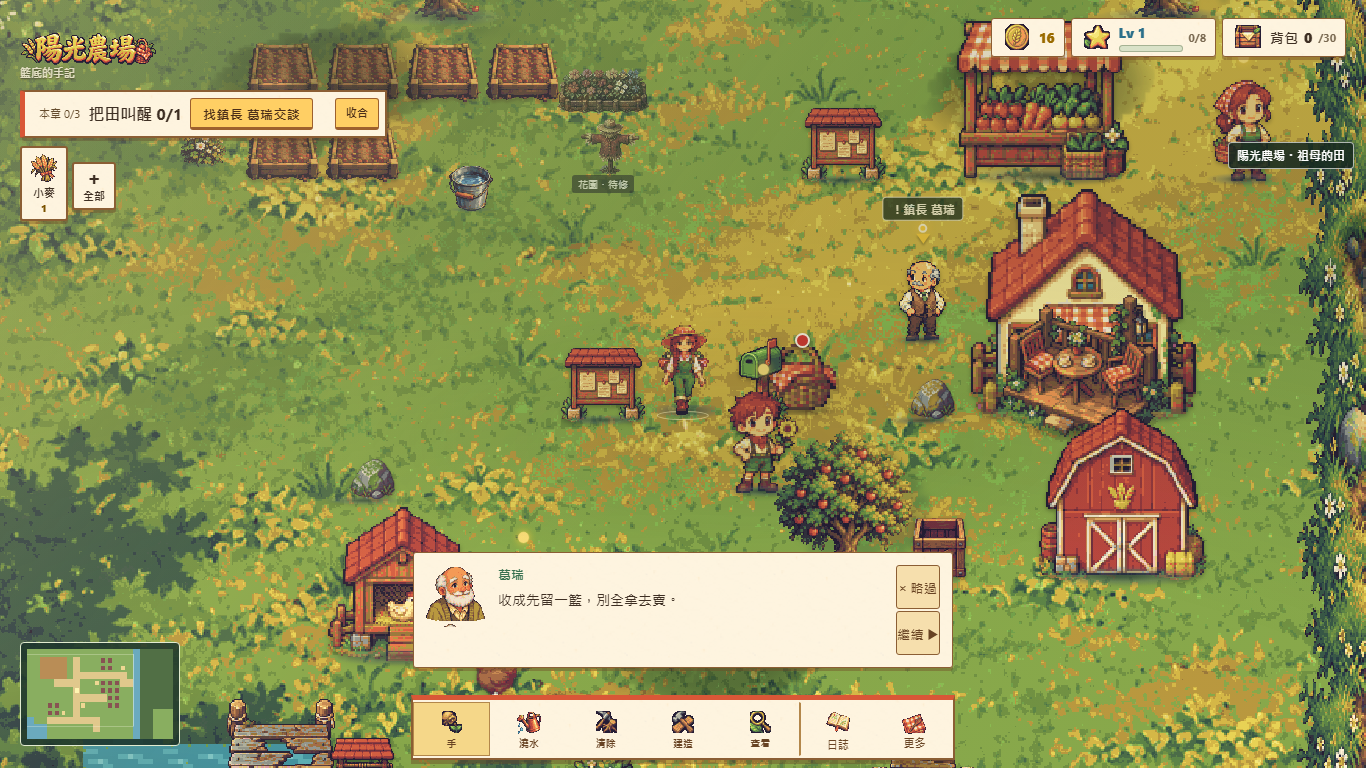 陽光農場
籃底的手記
本章 0/3 把田叫醒 0/1 找鎮長 葛瑞交談 收合
小麥
1
+
全部
16
Lv 1
0/8
背包 0 /30
陽光農場・祖母的田
花圃・待修
! 鎮長 葛瑞
葛瑞
收成先留一籃，別全拿去賣。
× 略過
繼續 ▶
手
澆水
清除
建造
查看
日誌
更多